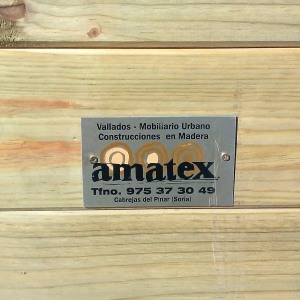 Vallados - Mobiliario Urbano
Construcciones en Madera
amatex
Tfno. 975 37 30 49
Cabrejas del Pinar (Soria)